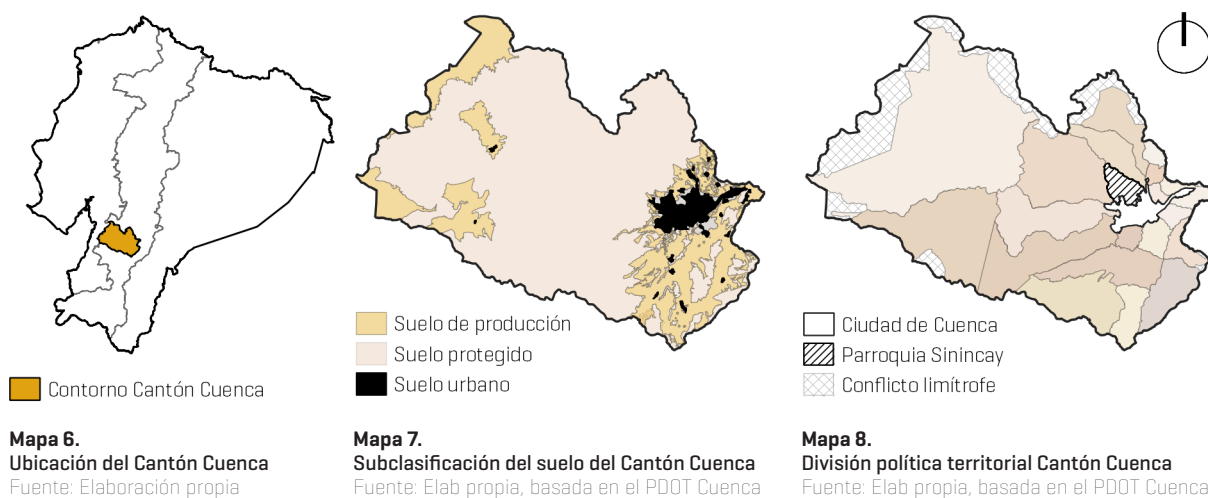 Contorno Cantón Cuenca
Mapa 6.
Ubicación del Cantón Cuenca
Fuente: Elaboración propia
Suelo de producción
Suelo protegido
Suelo urbano
Mapa 7.
Subclasificación del suelo del Cantón Cuenca
Fuente: Elab propia, basada en el PDOT Cuenca
Ciudad de Cuenca
Parroquia Sinincay
Conflicto limítrofe
Mapa 8.
División política territorial Cantón Cuenca
Fuente: Elab propia, basada en el PDOT Cuenca